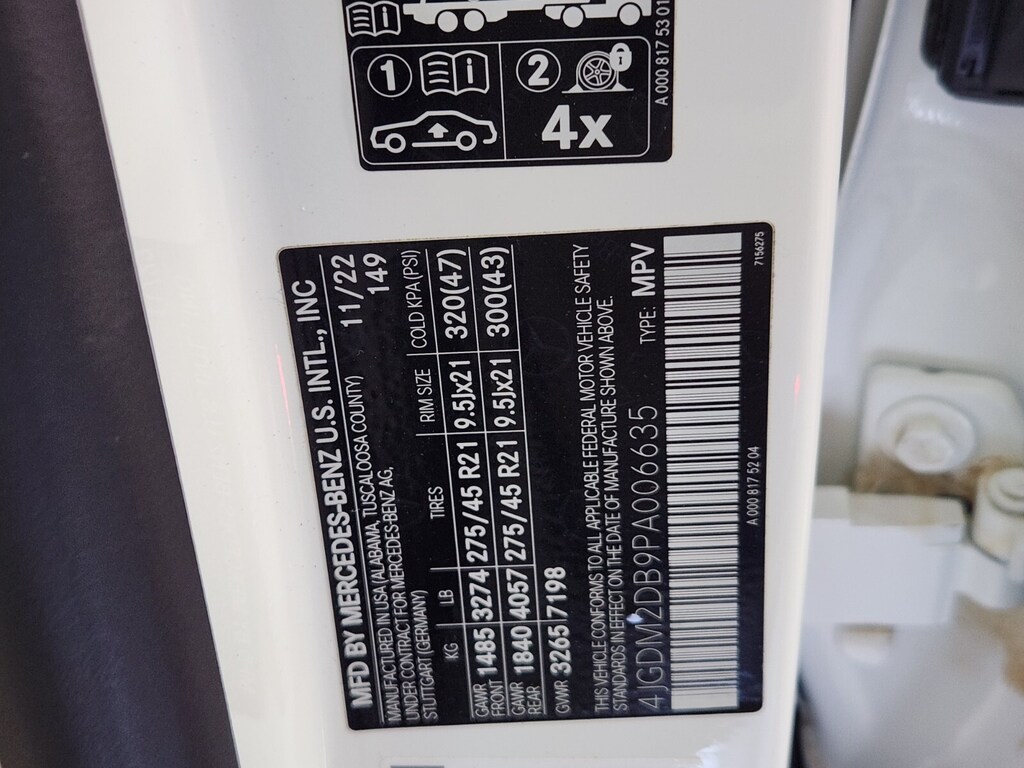 1 2
4x
A 000 817 53 01
MFD BY MERCEDES-BENZ U.S. INTL., INC
MANUFACTURED IN USA (ALABAMA, TUSCALOOSA COUNTY) 11/22
UNDER CONTRACT FOR MERCEDES-BENZ AG, 149
STUTTGART (GERMANY)
KG LB TIRES RIM SIZE COLD KPA (PSI)
GAWR FRONT 1485 3274 275/45 R21 9.5Jx21 320(47)
GAWR REAR 1840 4057 275/45 R21 9.5Jx21 300(43)
GVWR 3265 7198
THIS VEHICLE CONFORMS TO ALL APPLICABLE FEDERAL MOTOR VEHICLE SAFETY
STANDARDS IN EFFECT ON THE DATE OF MANUFACTURE SHOWN ABOVE.
4JGDM2DB9PA006635 TYPE: MPV
A 000 817 52 04
7156275